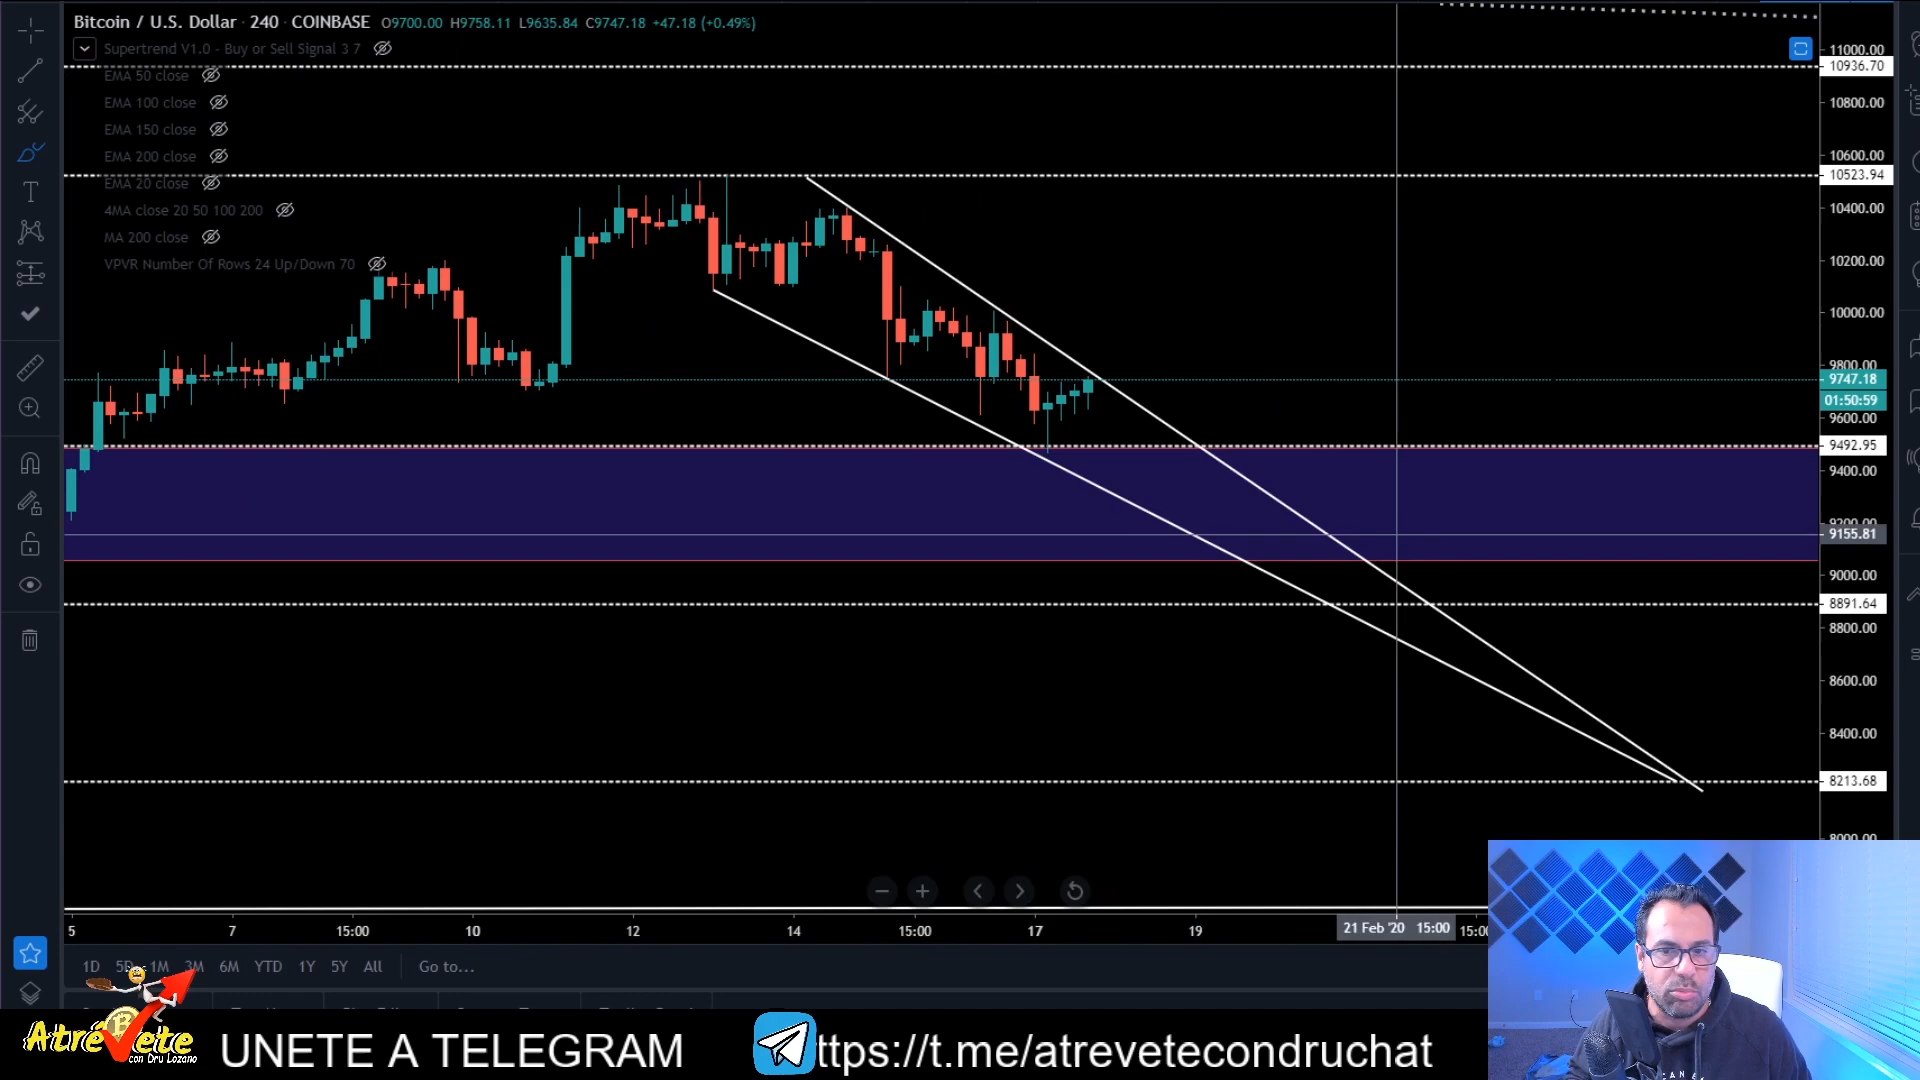 Bitcoin / U.S. Dollar · 240 · COINBASE O9700.00 H9758.11 L9635.84 C9747.18 +47.18 (+0.49%)
Supertrend V1.0 - Buy or Sell Signal 3 7
EMA 50 close
EMA 100 close
EMA 150 close
EMA 200 close
EMA 20 close
4MA close 20 50 100 200
MA 200 close
VPVR Number Of Rows 24 Up/Down 70
11000.00
10936.70
10800.00
10600.00
10523.94
10400.00
10200.00
10000.00
9800.00
9747.18
01:50:59
9600.00
9492.95
9400.00
9200.00
9155.81
9000.00
8891.64
8800.00
8600.00
8400.00
8213.68
8000.00
5 7 15:00 10 12 14 15:00 17 19 21 Feb '20 15:00 15:00
1D 5D 1M 3M 6M YTD 1Y 5Y All Go to...
Atrévete
con Dru Lozano
UNETE A TELEGRAM ttps://t.me/atrevetecondruchat